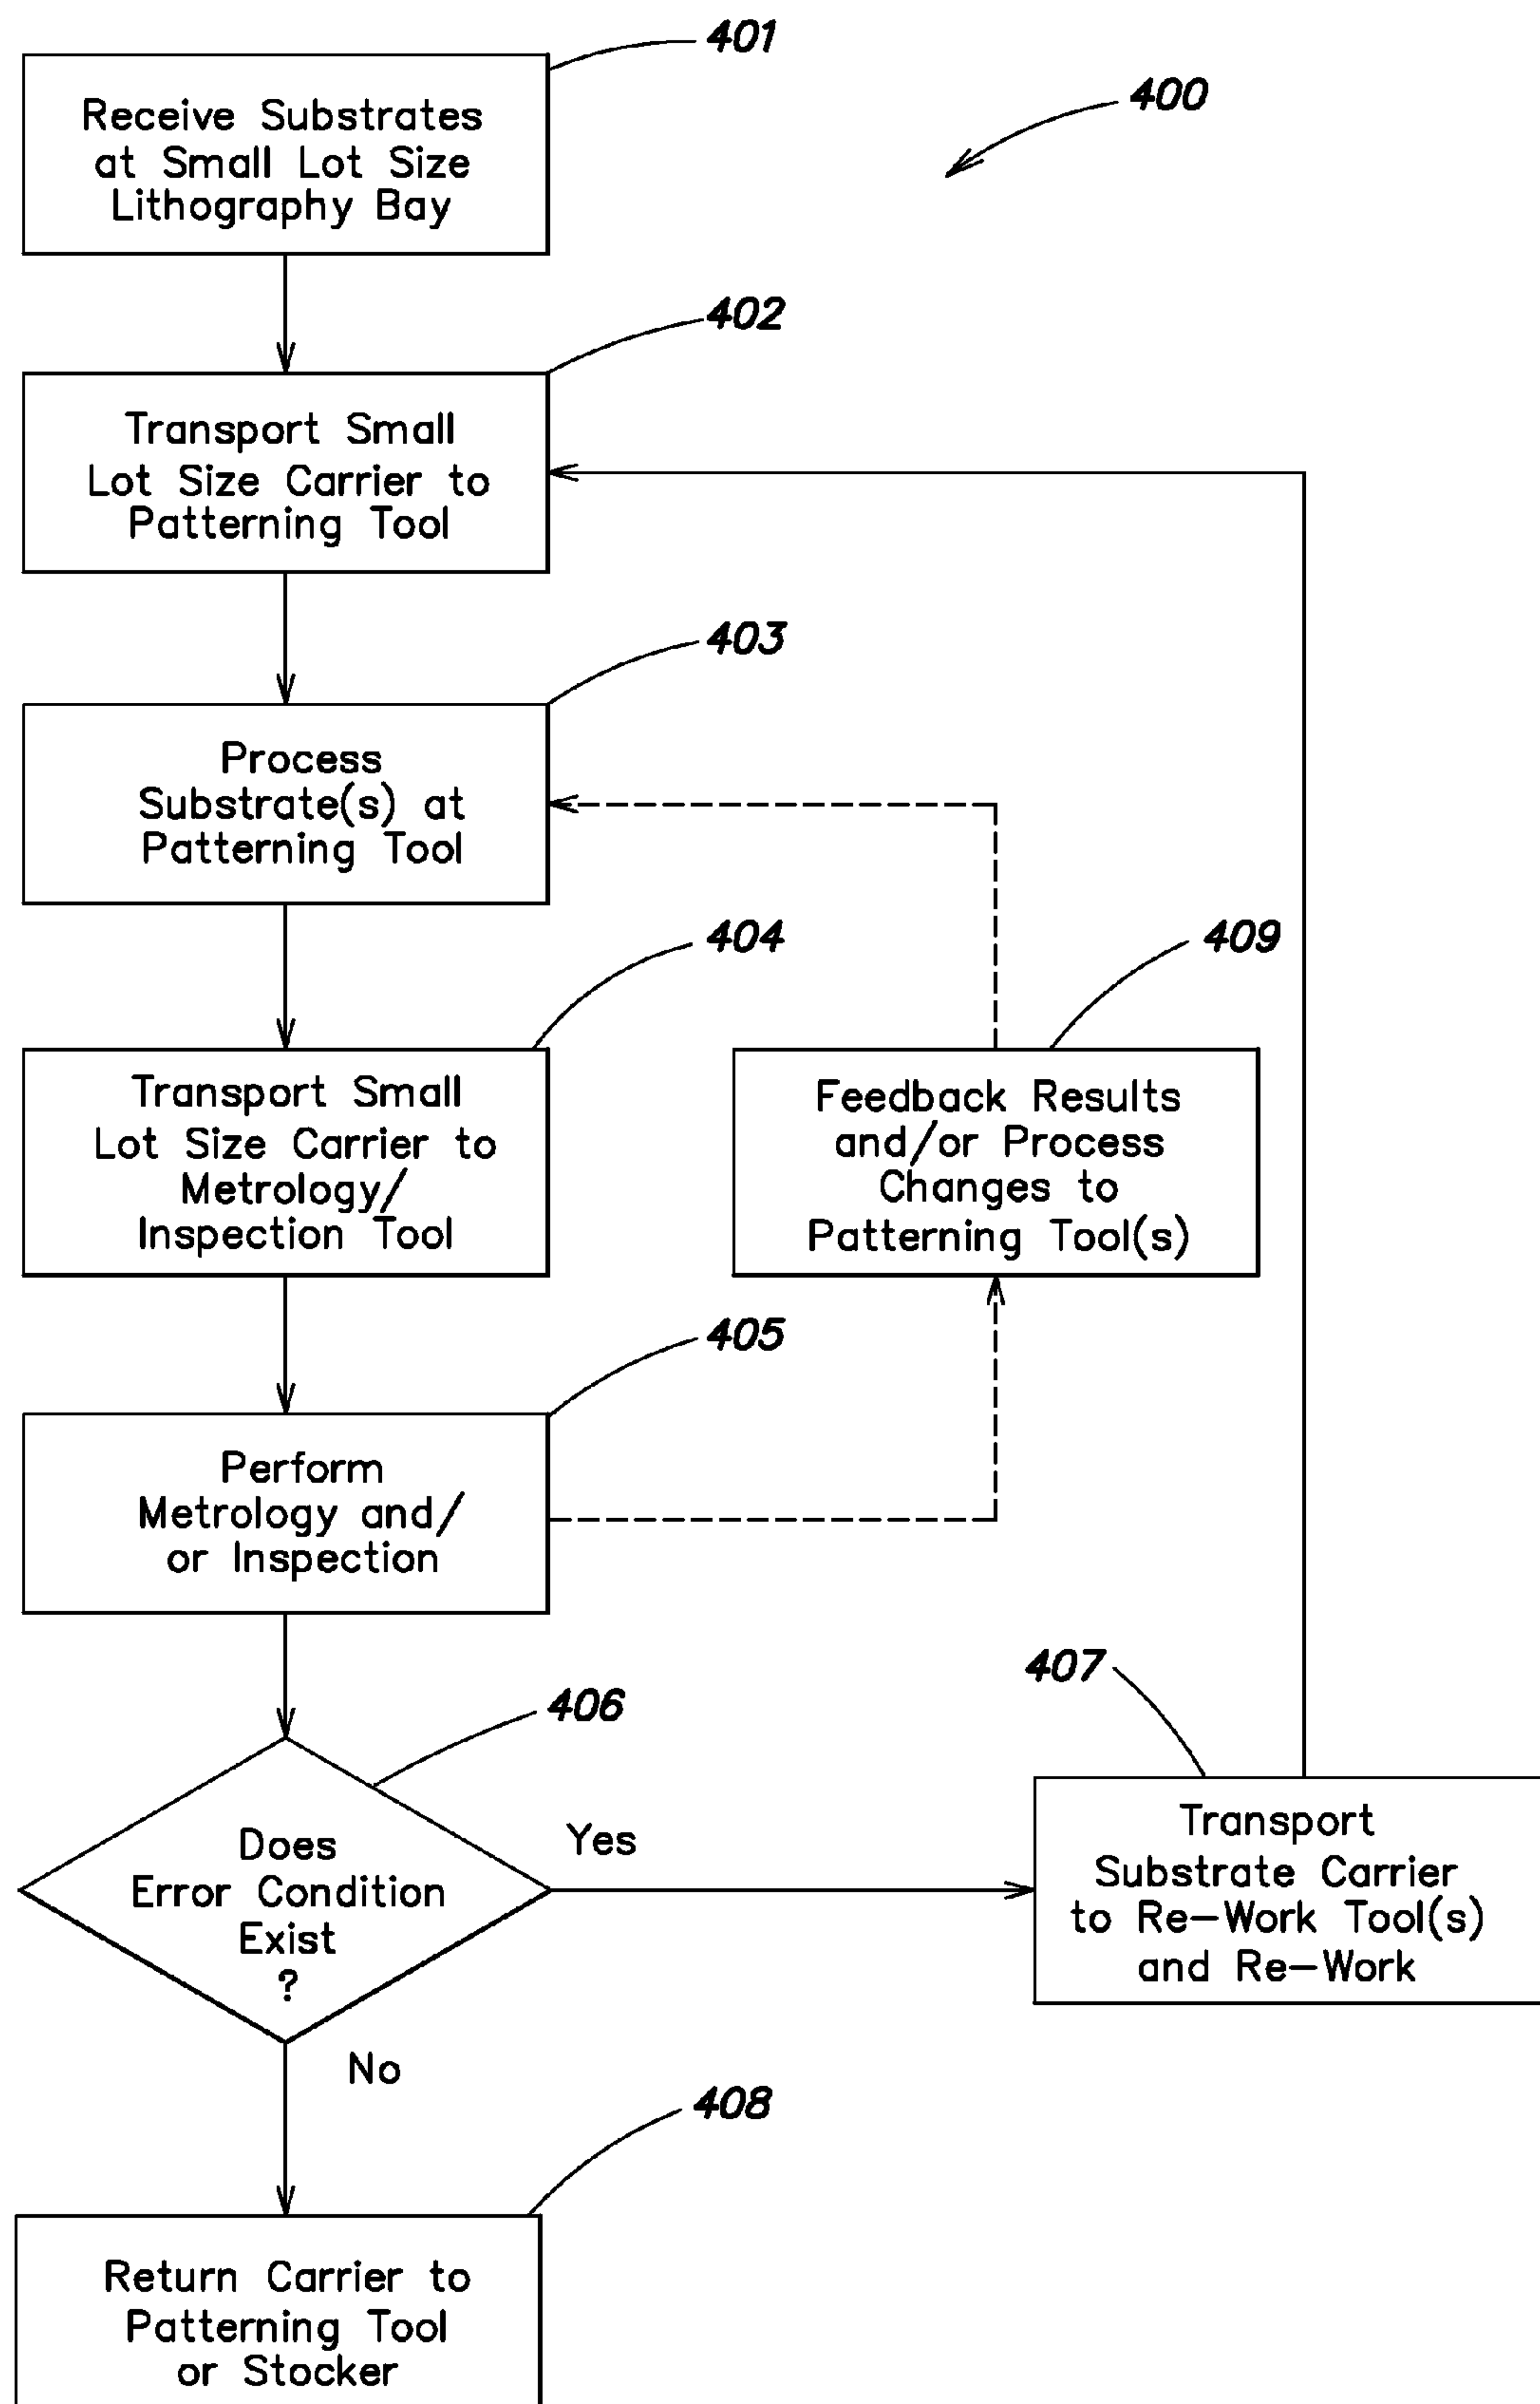 401
Receive Substrates
at Small Lot Size
Lithography Bay
400
402
Transport Small
Lot Size Carrier to
Patterning Tool
403
Process
Substrate(s) at
Patterning Tool
404
Transport Small
Lot Size Carrier to
Metrology/
Inspection Tool
409
Feedback Results
and/or Process
Changes to
Patterning Tool(s)
405
Perform
Metrology and/
or Inspection
406
Does
Error Condition
Exist
?
Yes
No
407
Transport
Substrate Carrier
to Re-Work Tool(s)
and Re-Work
408
Return Carrier to
Patterning Tool
or Stocker